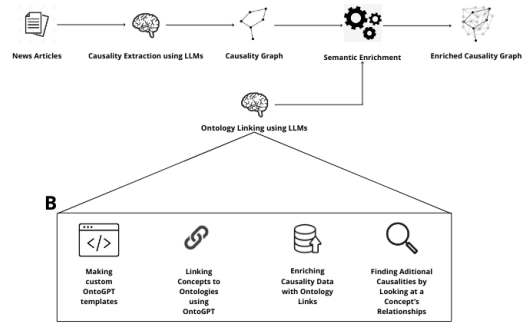 News Articles
Causality Extraction using LLMs
Causality Graph
Semantic Enrichment
Enriched Causality Graph
Ontology Linking using LLMs
B
</>
Making
custom
OntoGPT
templates
Linking
Concepts to
Ontologies
using
OntoGPT
Enriching
Causality Data
with Ontology
Links
Finding Aditional
Causalities by
Looking at a
Concept's
Relationships